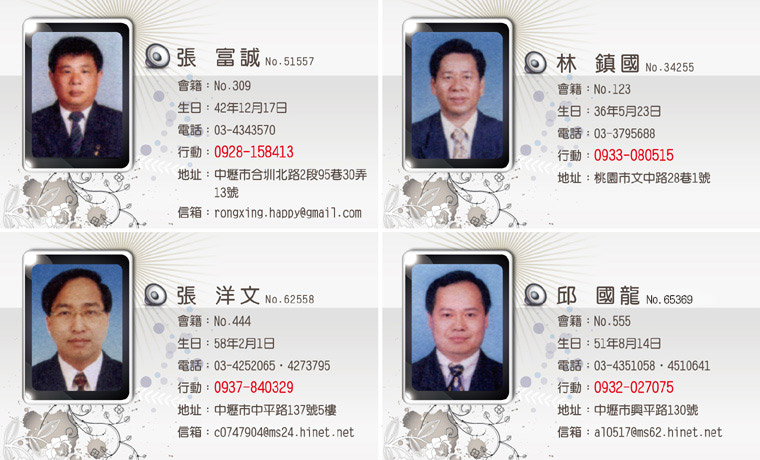 張 富誠 No.51557
會籍：No.309
生日：42年12月17日
電話：03-4343570
行動：0928-158413
地址：中壢市合圳北路2段95巷30弄
13號
信箱：rongxing.happy@gmail.com
林 鎮國 No.34255
會籍：No.123
生日：36年5月23日
電話：03-3795688
行動：0933-080515
地址：桃園市文中路28巷1號
張 洋文 No.62558
會籍：No.444
生日：58年2月1日
電話：03-4252065・4273795
行動：0937-840329
地址：中壢市中平路137號5樓
信箱：c0747904@ms24.hinet.net
邱 國龍 No.65369
會籍：No.555
生日：51年8月14日
電話：03-4351058・4510641
行動：0932-027075
地址：中壢市興平路130號
信箱：a10517@ms62.hinet.net